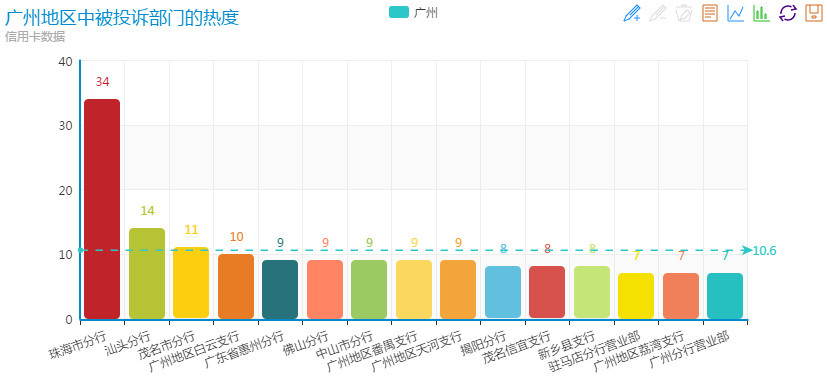 广州地区中被投诉部门的热度
信用卡数据
广州
40
30
20
10
0
34
14
11
10
9
9
9
9
9
8
8
8
7
7
7
10.6
珠海市分行
汕头分行
茂名市分行
广州地区白云支行
广东省惠州分行
佛山分行
中山市分行
广州地区番禺支行
广州地区天河支行
揭阳分行
茂名信宜支行
新乡县支行
驻马店分行营业部
广州地区荔湾支行
广州分行营业部